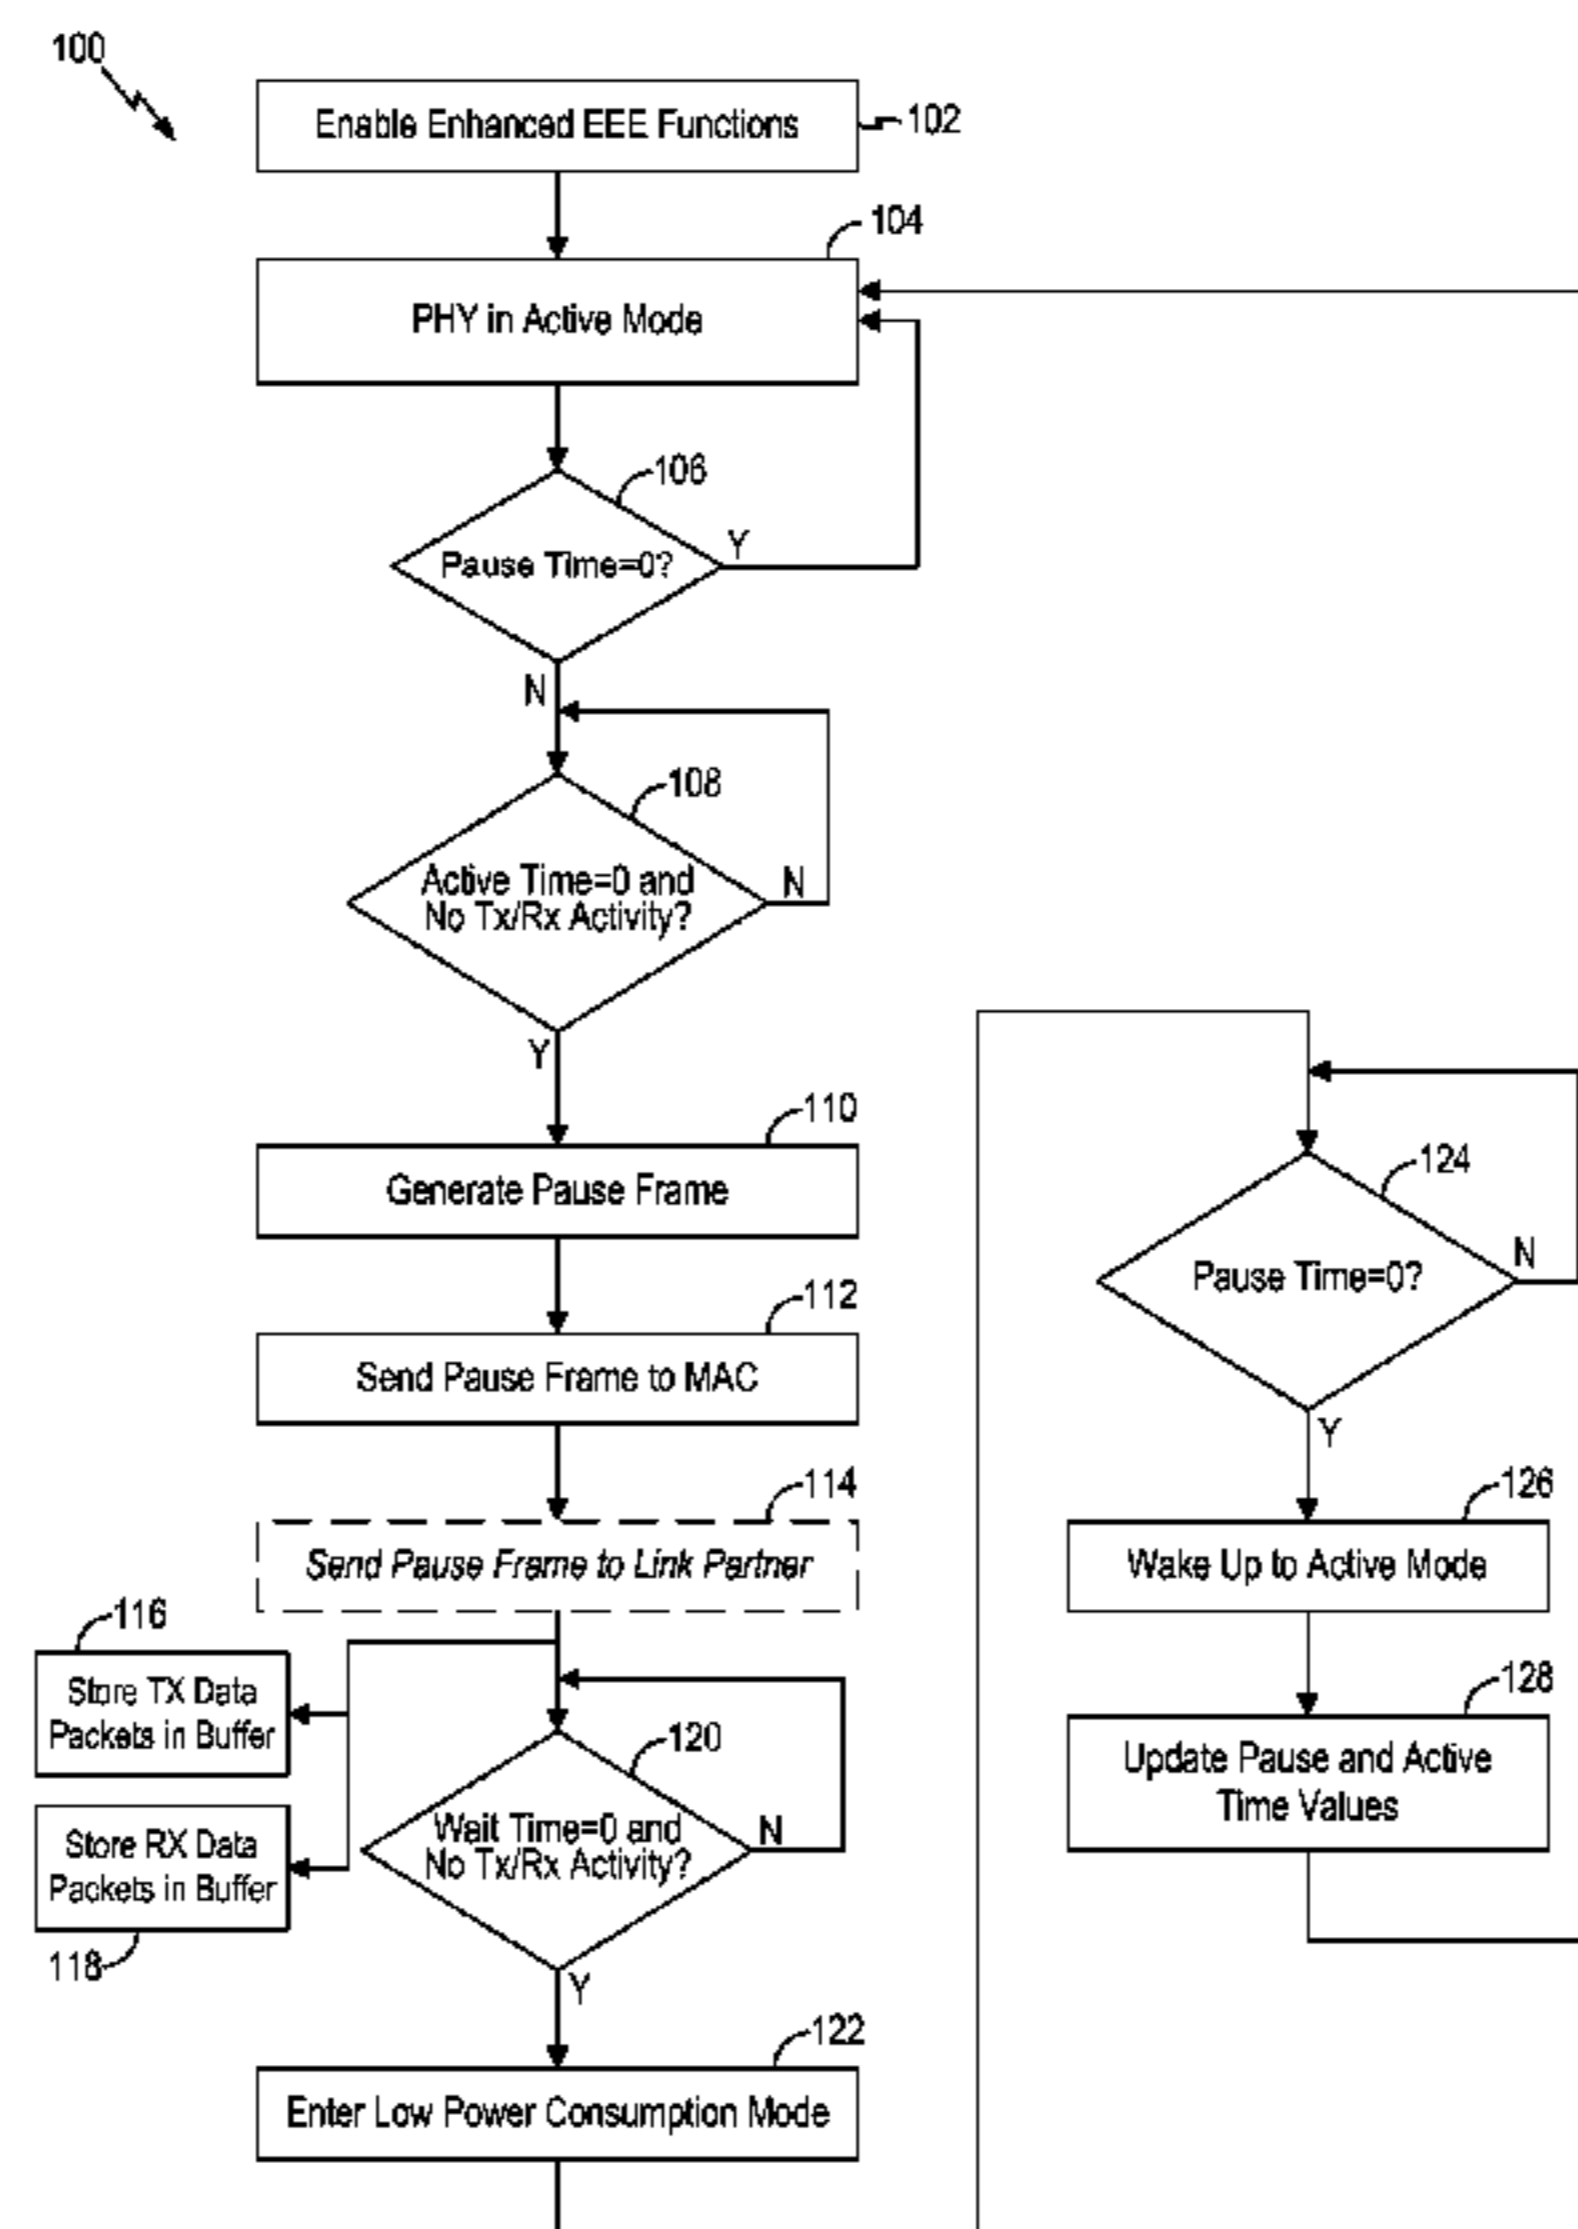 100
Enable Enhanced EEE Functions
102
104
PHY in Active Mode
106
Pause Time=0?
Y
N
108
Active Time=0 and
No Tx/Rx Activity?
N
Y
110
Generate Pause Frame
112
Send Pause Frame to MAC
114
Send Pause Frame to Link Partner
116
Store TX Data
Packets in Buffer
Store RX Data
Packets in Buffer
118
120
Wait Time=0 and
No Tx/Rx Activity?
N
Y
122
Enter Low Power Consumption Mode
124
Pause Time=0?
N
Y
126
Wake Up to Active Mode
128
Update Pause and Active
Time Values